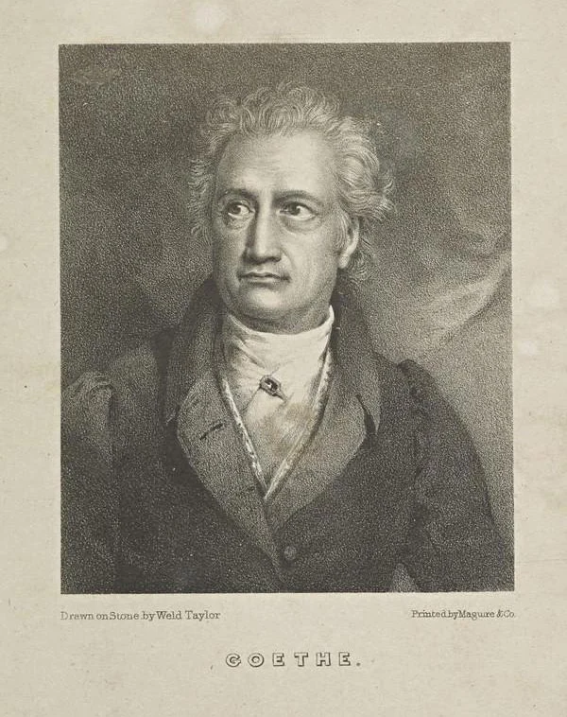 Drawn on Stone by Weld Taylor
Printed by Maguire & Co.
GOETHE.